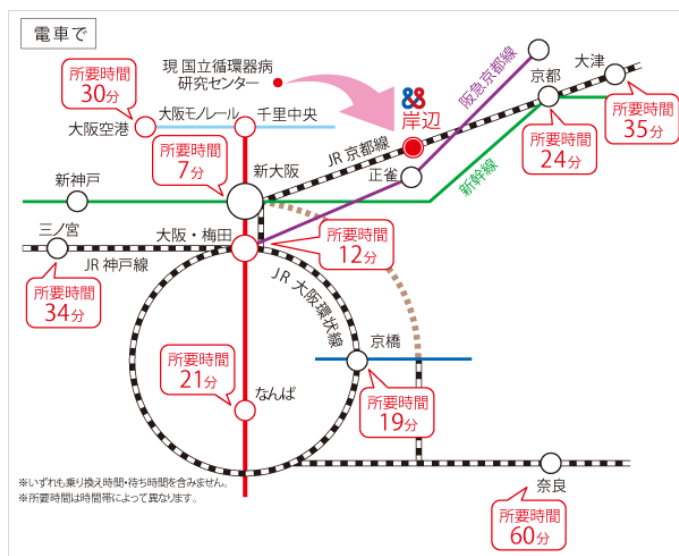 電車で
現 国立循環器病
研究センター
所要時間
30分
大阪空港
大阪モノレール
千里中央
岸辺
阪急京都線
京都
大津
所要時間
35分
所要時間
24分
所要時間
7分
新大阪
JR 京都線
正雀
新幹線
新神戸
三ノ宮
JR 神戸線
大阪・梅田
所要時間
12分
所要時間
34分
JR 大阪環状線
京橋
所要時間
21分
なんば
所要時間
19分
奈良
所要時間
60分
※いずれも乗り換え時間・待ち時間を含みません。
※所要時間は時間帯によって異なります。